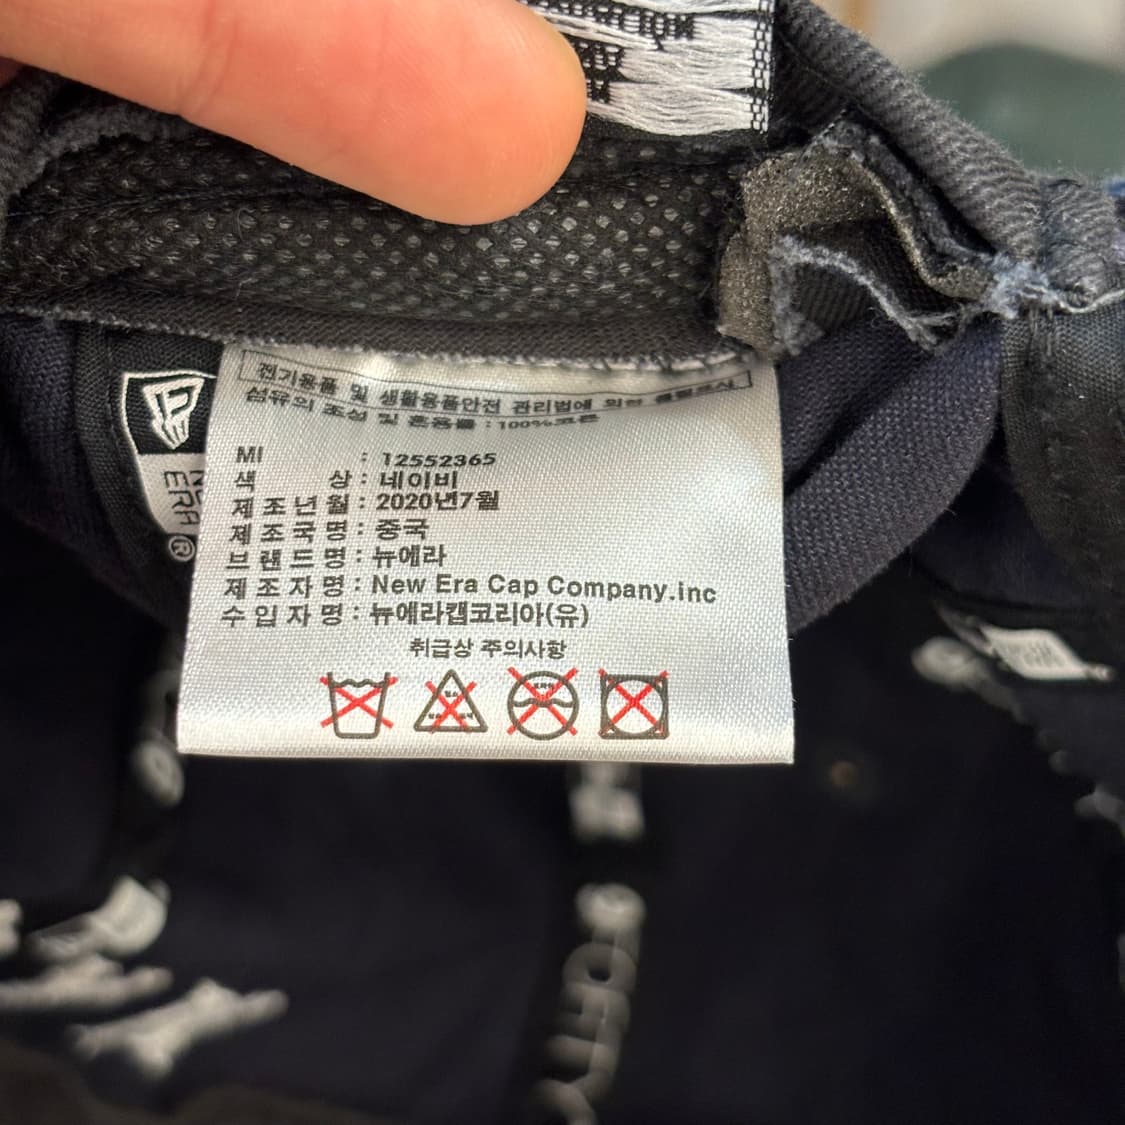 전기용품 및 생활용품안전 관리법에 의한 품질표시
섬유의 조성 및 혼용률 : 100%코튼
MI : 12552365
색 상 : 네이비
제조년월 : 2020년7월
제조국명 : 중국
브랜드명 : 뉴에라
제조자명 : New Era Cap Company.inc
수입자명 : 뉴에라캡코리아(유)
취급상 주의사항
ERA®